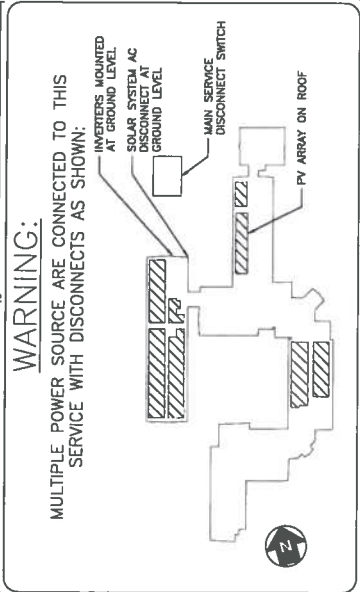 WARNING:
MULTIPLE POWER SOURCE ARE CONNECTED TO THIS
SERVICE WITH DISCONNECTS AS SHOWN:
INVERTERS MOUNTED
AT GROUND LEVEL
SOLAR SYSTEM AC
DISCONNECT AT
GROUND LEVEL
MAIN SERVICE
DISCONNECT SWITCH
PV ARRAY ON ROOF
N